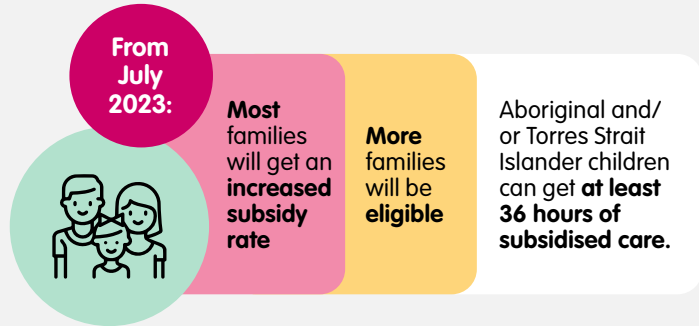 From
July
2023:
Most
families
will get an
increased
subsidy
rate
More
families
will be
eligible
Aboriginal and/
or Torres Strait
Islander children
can get at least
36 hours of
subsidised care.